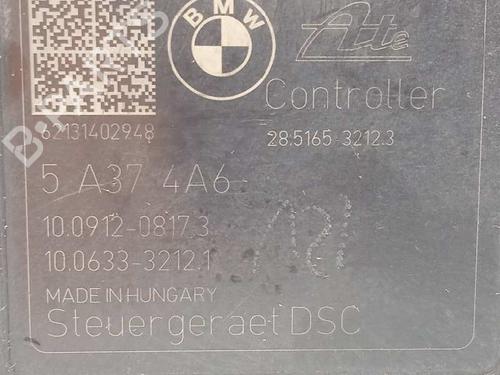 BMW
Ate
Controller
62131402948
28.5165-3212.3
5 A37 4A6
10.0912-0817.3
10.0633-3212.1
MADE IN HUNGARY
Steuergeraet DSC